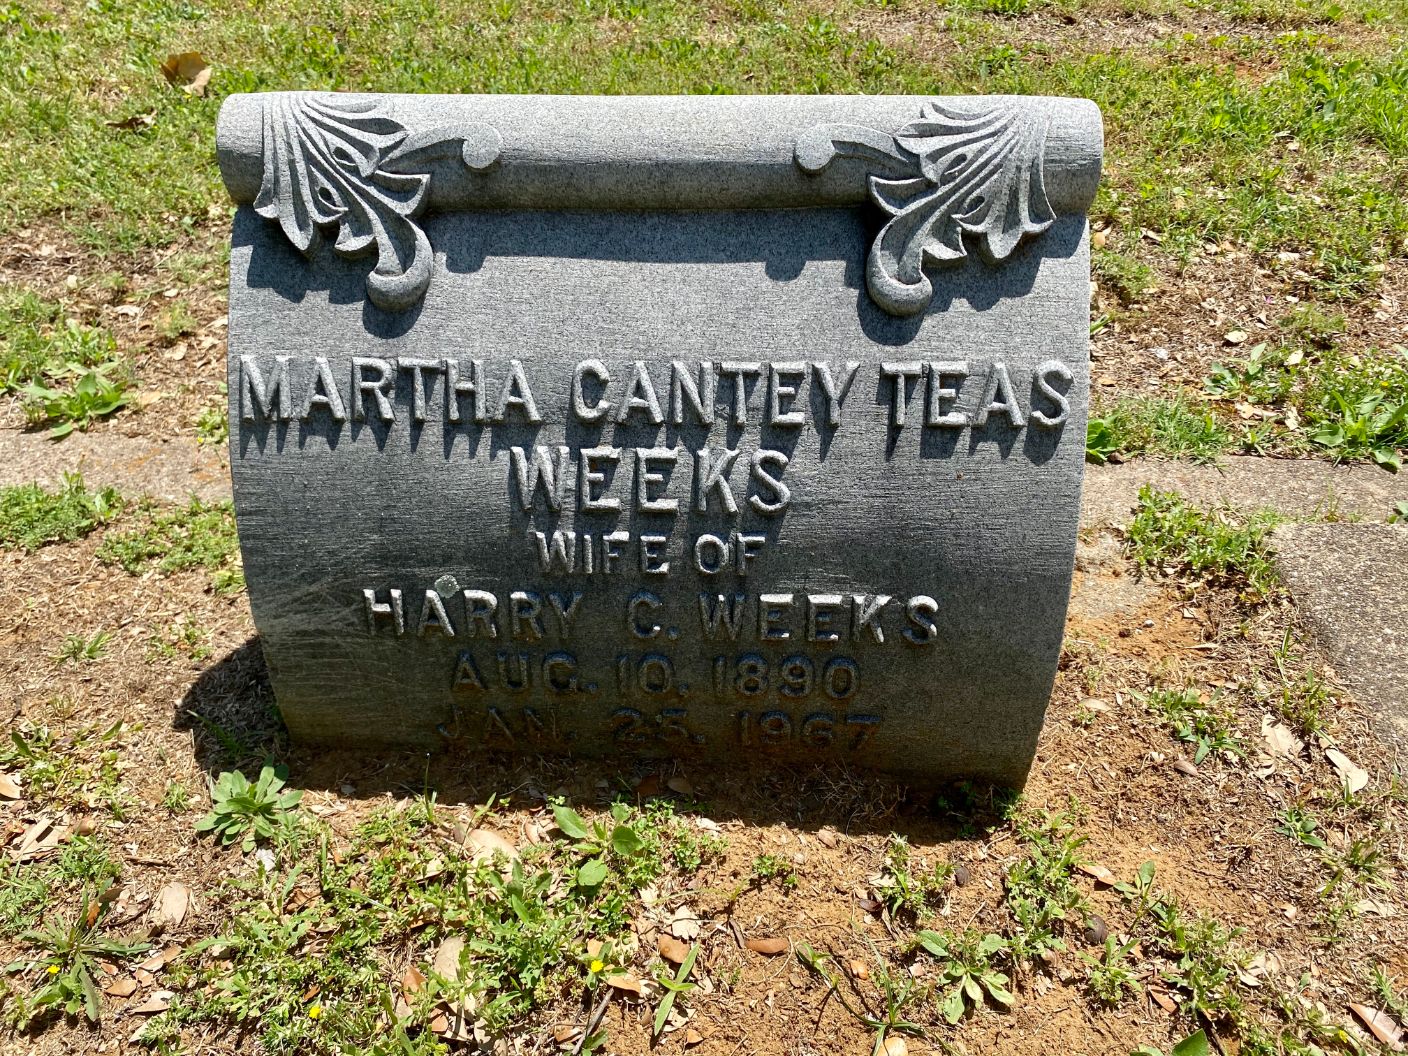 MARTHA CANTEY TEAS
WEEKS
WIFE OF
HARRY C. WEEKS
AUG. 10. 1890
JAN. 25. 1967